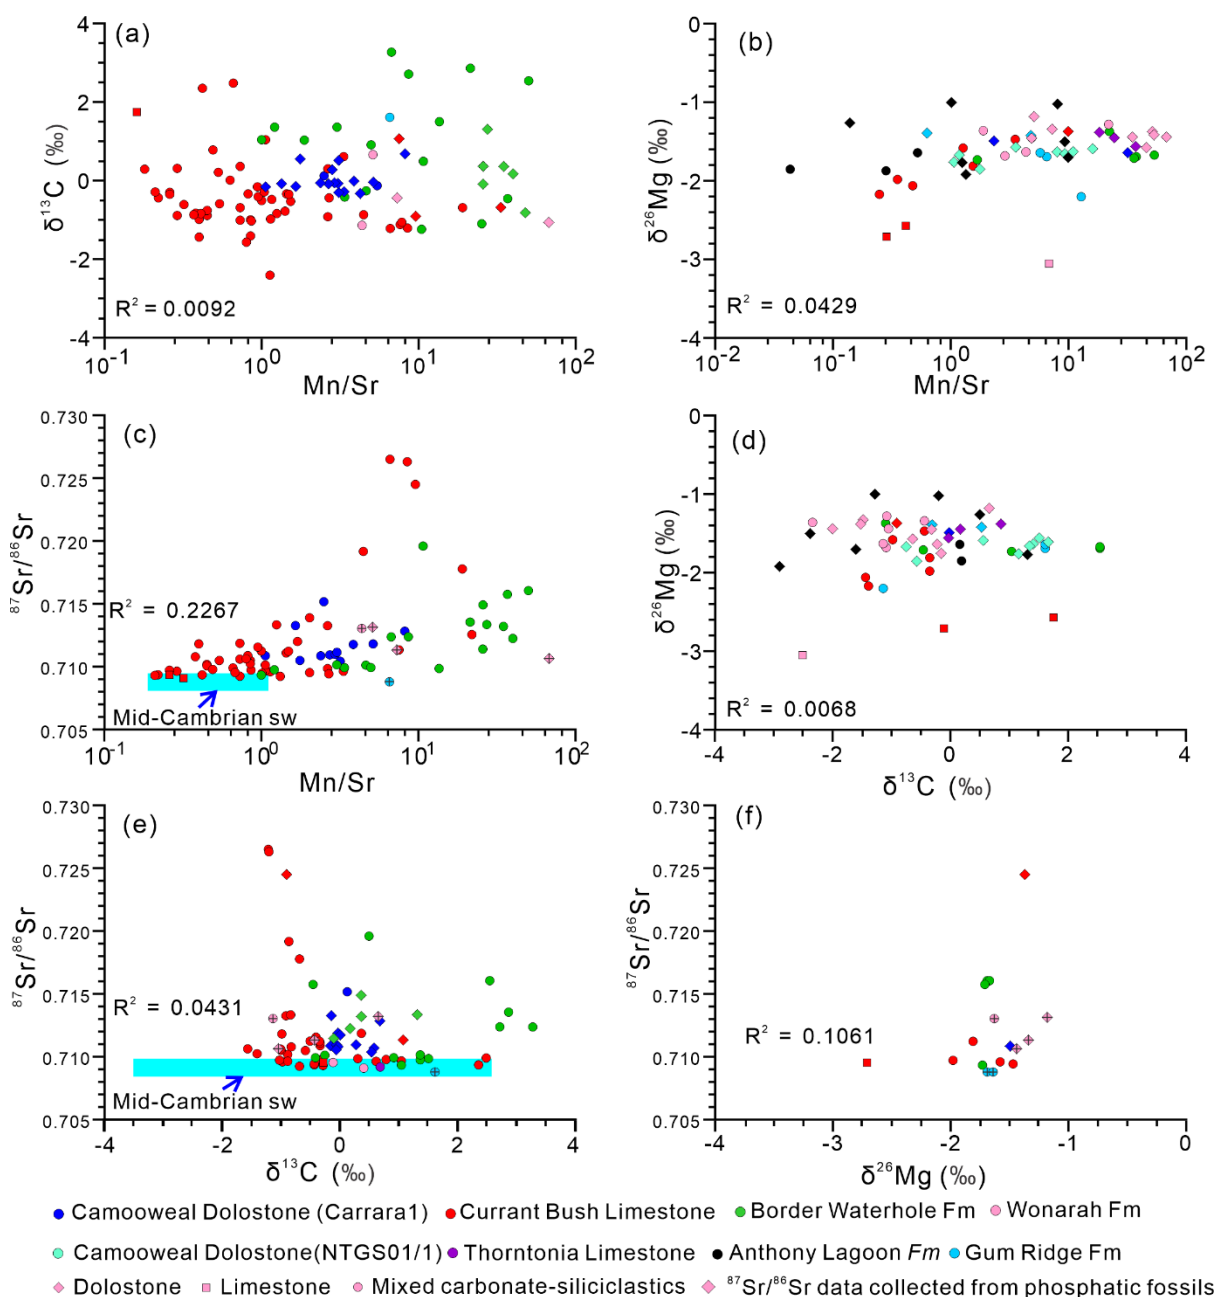 (a)
δ13C (‰)
4
2
0
-2
-4
R2 = 0.0092
10-1
100
101
102
Mn/Sr
(b)
δ26Mg (‰)
0
-1
-2
-3
-4
R2 = 0.0429
10-2
10-1
100
101
102
Mn/Sr
(c)
87Sr/86Sr
0.730
0.725
0.720
0.715
0.710
0.705
R2 = 0.2267
Mid-Cambrian sw
10-1
100
101
102
Mn/Sr
(d)
δ26Mg (‰)
0
-1
-2
-3
-4
R2 = 0.0068
-4
-2
0
2
4
δ13C (‰)
(e)
87Sr/86Sr
0.730
0.725
0.720
0.715
0.710
0.705
R2 = 0.0431
Mid-Cambrian sw
-4
-2
0
2
4
δ13C (‰)
(f)
87Sr/86Sr
0.730
0.725
0.720
0.715
0.710
0.705
R2 = 0.1061
-4
-3
-2
-1
0
δ26Mg (‰)
Camooweal Dolostone (Carrara1) Currant Bush Limestone Border Waterhole Fm Wonarah Fm
Camooweal Dolostone(NTGS01/1) Thorntonia Limestone Anthony Lagoon Fm Gum Ridge Fm
Dolostone Limestone Mixed carbonate-siliciclastics 87Sr/86Sr data collected from phosphatic fossils